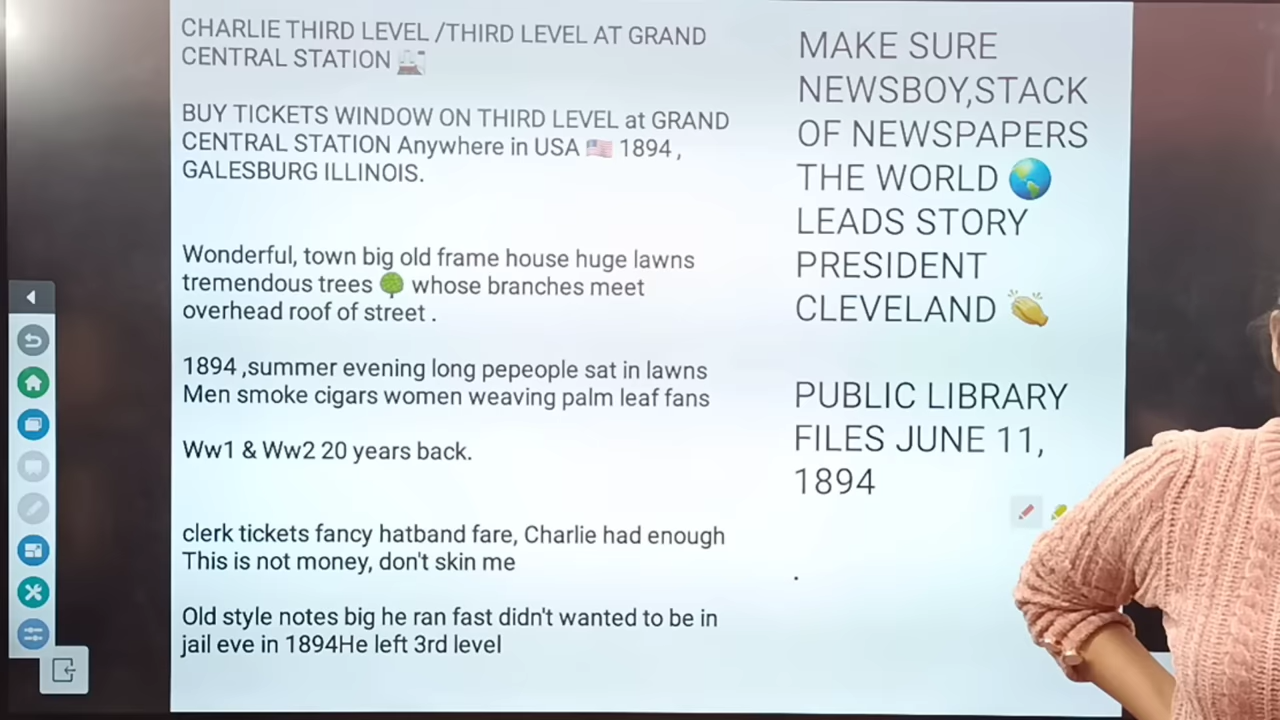 CHARLIE THIRD LEVEL /THIRD LEVEL AT GRAND
CENTRAL STATION 🚉
BUY TICKETS WINDOW ON THIRD LEVEL at GRAND
CENTRAL STATION Anywhere in USA 🇺🇸 1894 ,
GALESBURG ILLINOIS.
Wonderful, town big old frame house huge lawns
tremendous trees 🌳 whose branches meet
overhead roof of street .
1894 ,summer evening long pepeople sat in lawns
Men smoke cigars women weaving palm leaf fans
Ww1 & Ww2 20 years back.
clerk tickets fancy hatband fare, Charlie had enough
This is not money, don't skin me
Old style notes big he ran fast didn't wanted to be in
jail eve in 1894He left 3rd level
MAKE SURE
NEWSBOY,STACK
OF NEWSPAPERS
THE WORLD 🌎
LEADS STORY
PRESIDENT
CLEVELAND 👏
PUBLIC LIBRARY
FILES JUNE 11,
1894
.